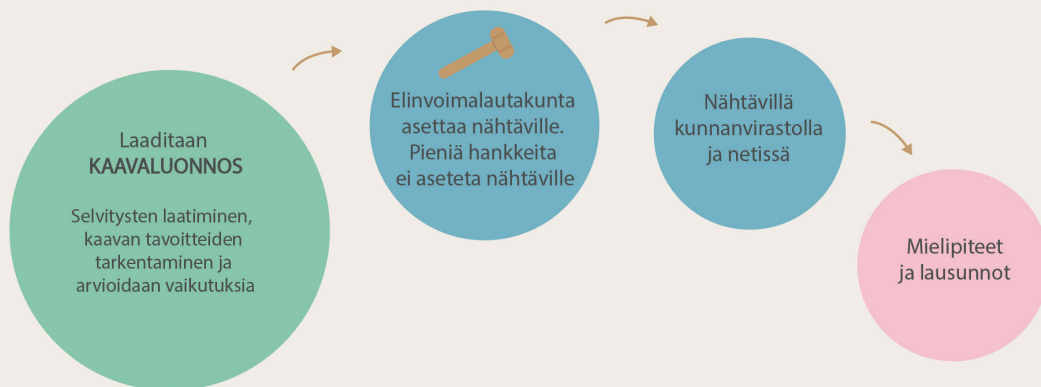 Laaditaan
KAAVALUONNOS
Selvitysten laatiminen,
kaavan tavoitteiden
tarkentaminen ja
arvioidaan vaikutuksia
Elinvoimalautakunta
asettaa nähtäville.
Pieniä hankkeita
ei aseteta nähtäville
Nähtävillä
kunnanvirastolla
ja netissä
Mielipiteet
ja lausunnot